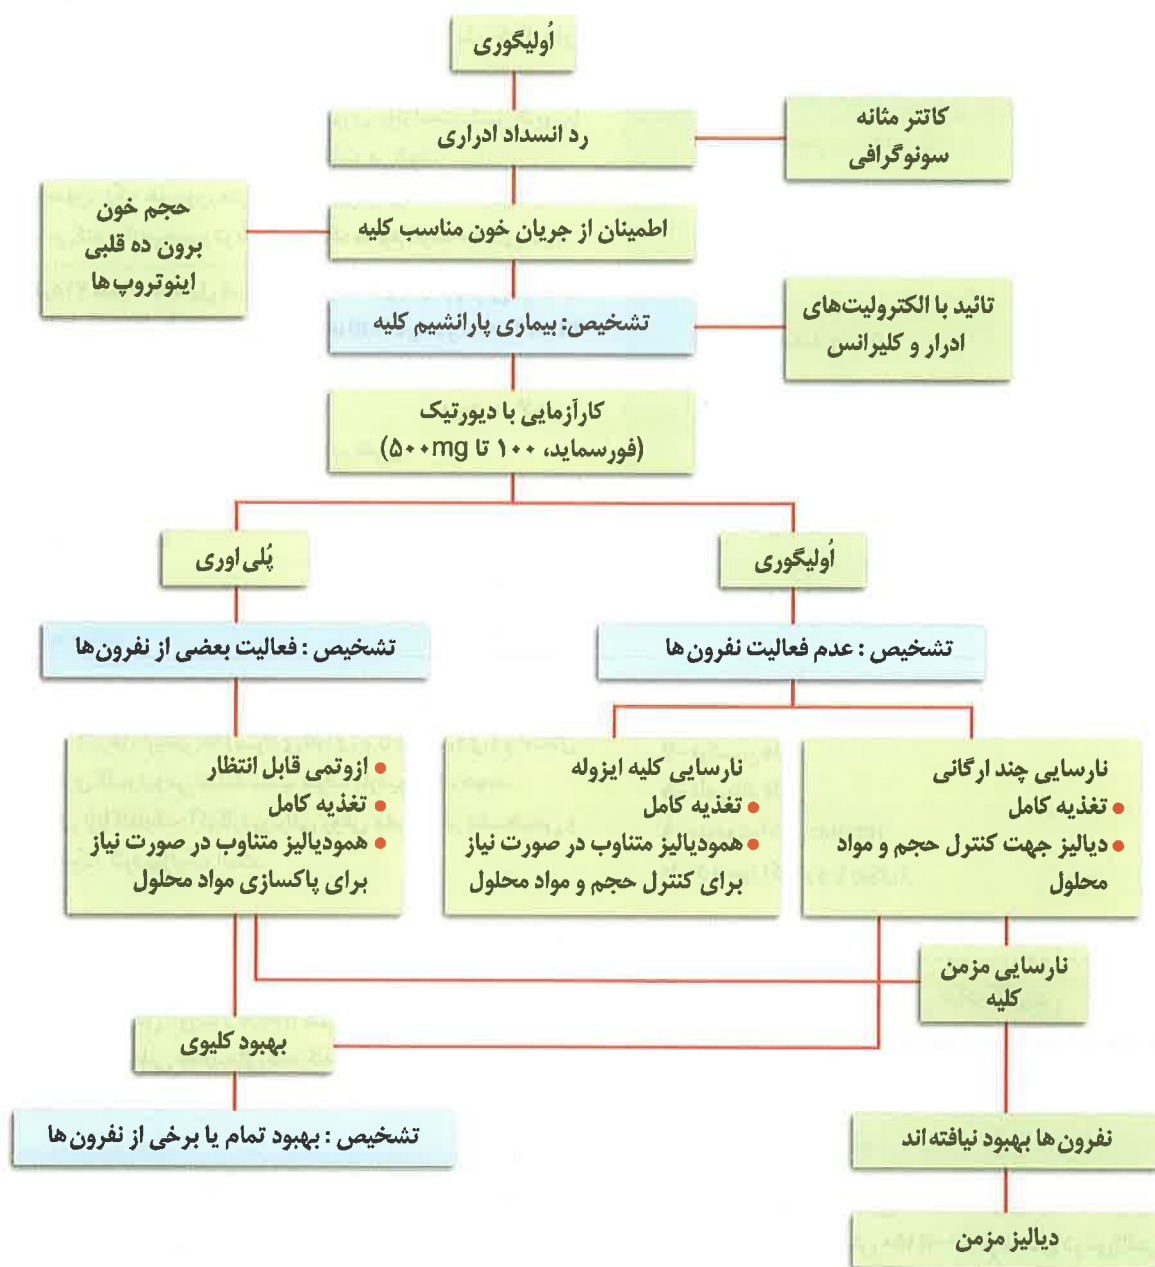 اُولیگوری
رد انسداد ادراری
کاتتر مثانه
سونوگرافی
اطمینان از جریان خون مناسب کلیه
حجم خون
برون ده قلبی
اینوتروپ‌ها
تشخیص: بیماری پارانشیم کلیه
تائید با الکترولیت‌های
ادرار و کلیرانس
کارآزمایی با دیورتیک
(فورسماید، ۱۰۰ تا ۵۰۰mg)
اُولیگوری
پُلی اوری
تشخیص : عدم فعالیت نفرون‌ها
تشخیص : فعالیت بعضی از نفرون‌ها
نارسایی چند ارگانی
● تغذیه کامل
● دیالیز جهت کنترل حجم و مواد
محلول
نارسایی کلیه ایزوله
● تغذیه کامل
● همودیالیز متناوب در صورت نیاز
برای کنترل حجم و مواد محلول
● ازوتمی قابل انتظار
● تغذیه کامل
● همودیالیز متناوب در صورت نیاز
برای پاکسازی مواد محلول
نارسایی مزمن
کلیه
بهبود کلیوی
نفرون‌ها بهبود نیافته اند
تشخیص : بهبود تمام یا برخی از نفرون‌ها
دیالیز مزمن